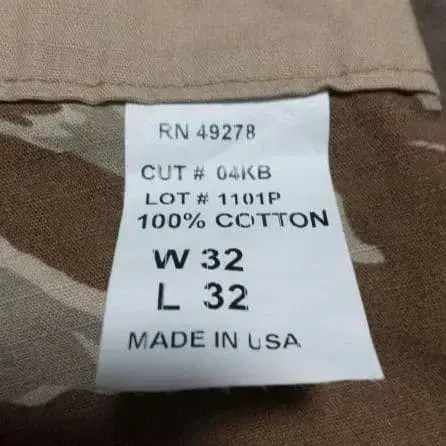 RN 49278
CUT # 04KB
LOT # 1101P
100% COTTON
W 32
L 32
MADE IN USA